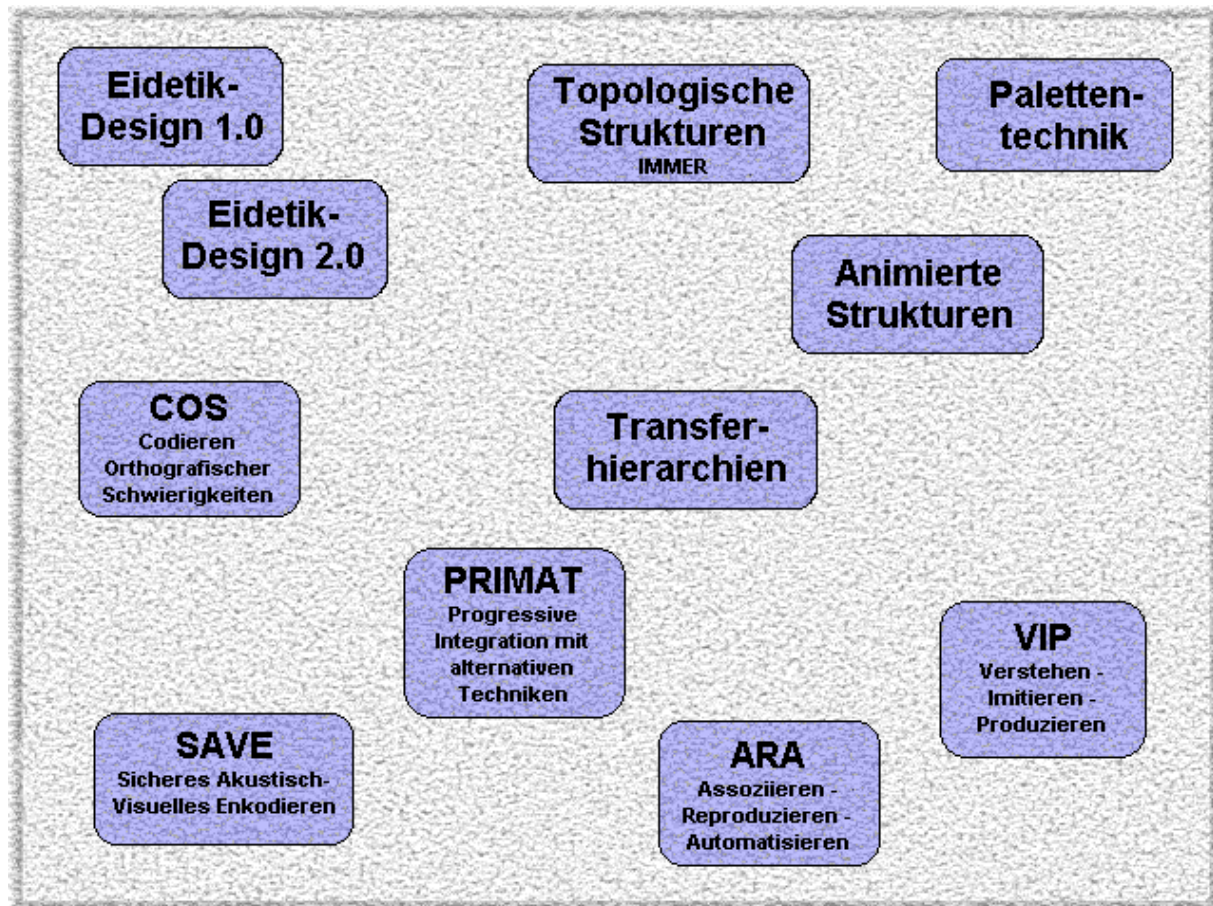 Eidetik-
Design 1.0
Topologische
Strukturen
IMMER
Paletten-
technik
Eidetik-
Design 2.0
Animierte
Strukturen
COS
Codieren
Orthografischer
Schwierigkeiten
Transfer-
hierarchien
PRIMAT
Progressive
Integration mit
alternativen
Techniken
VIP
Verstehen -
Imitieren -
Produzieren
SAVE
Sicheres Akustisch-
Visuelles Enkodieren
ARA
Assoziieren -
Reproduzieren -
Automatisieren